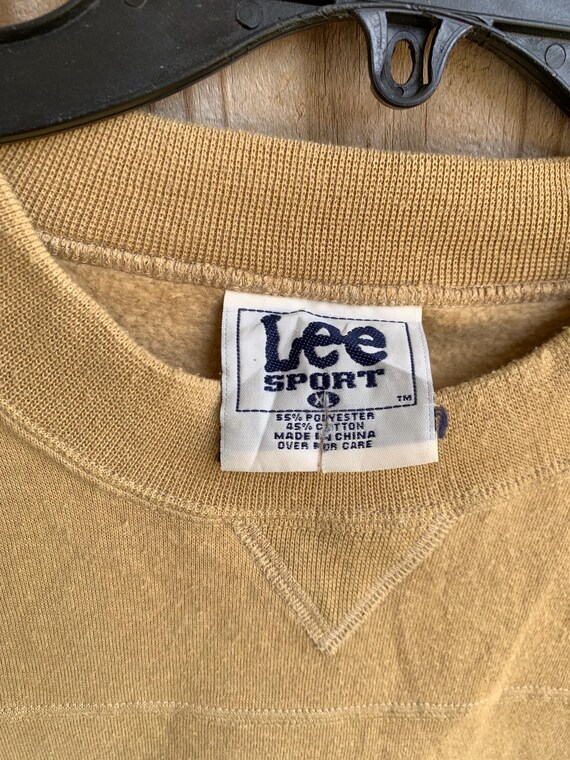 Lee
SPORT
XL
TM
55% POLYESTER
45% COTTON
MADE IN CHINA
OVER FOR CARE